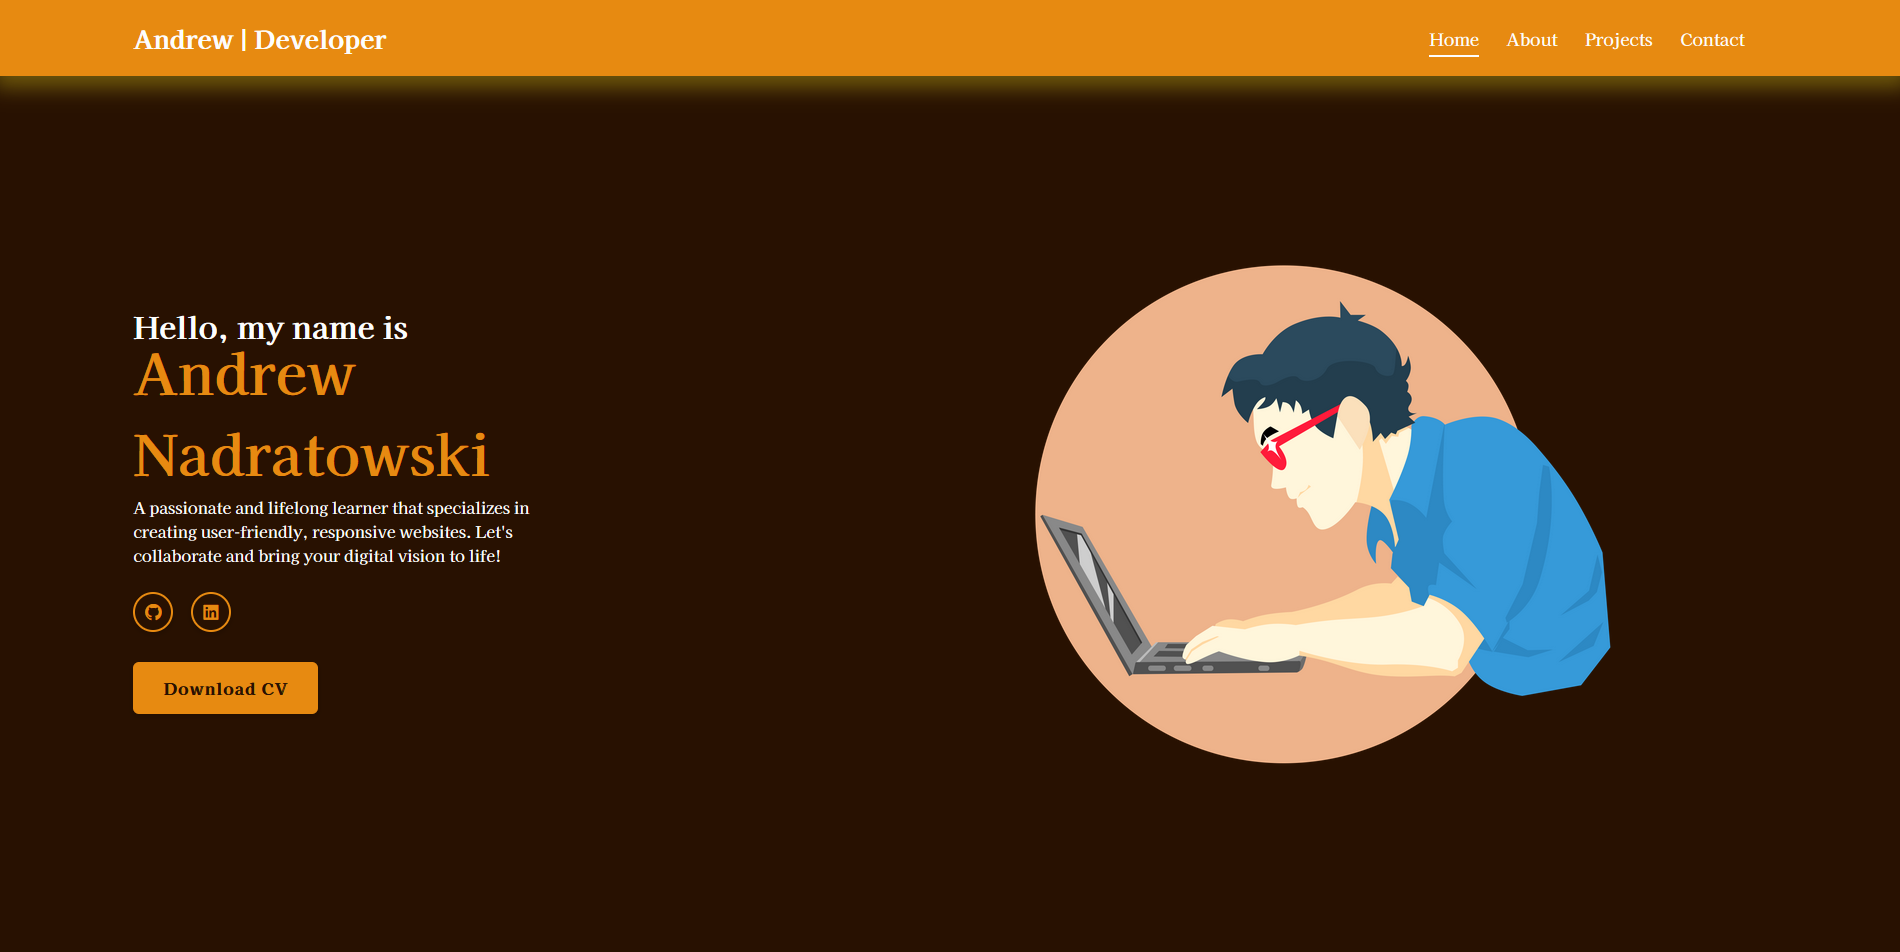 Andrew | Developer
Home About Projects Contact
Hello, my name is
Andrew
Nadratowski
A passionate and lifelong learner that specializes in
creating user-friendly, responsive websites. Let's
collaborate and bring your digital vision to life!
in
Download CV